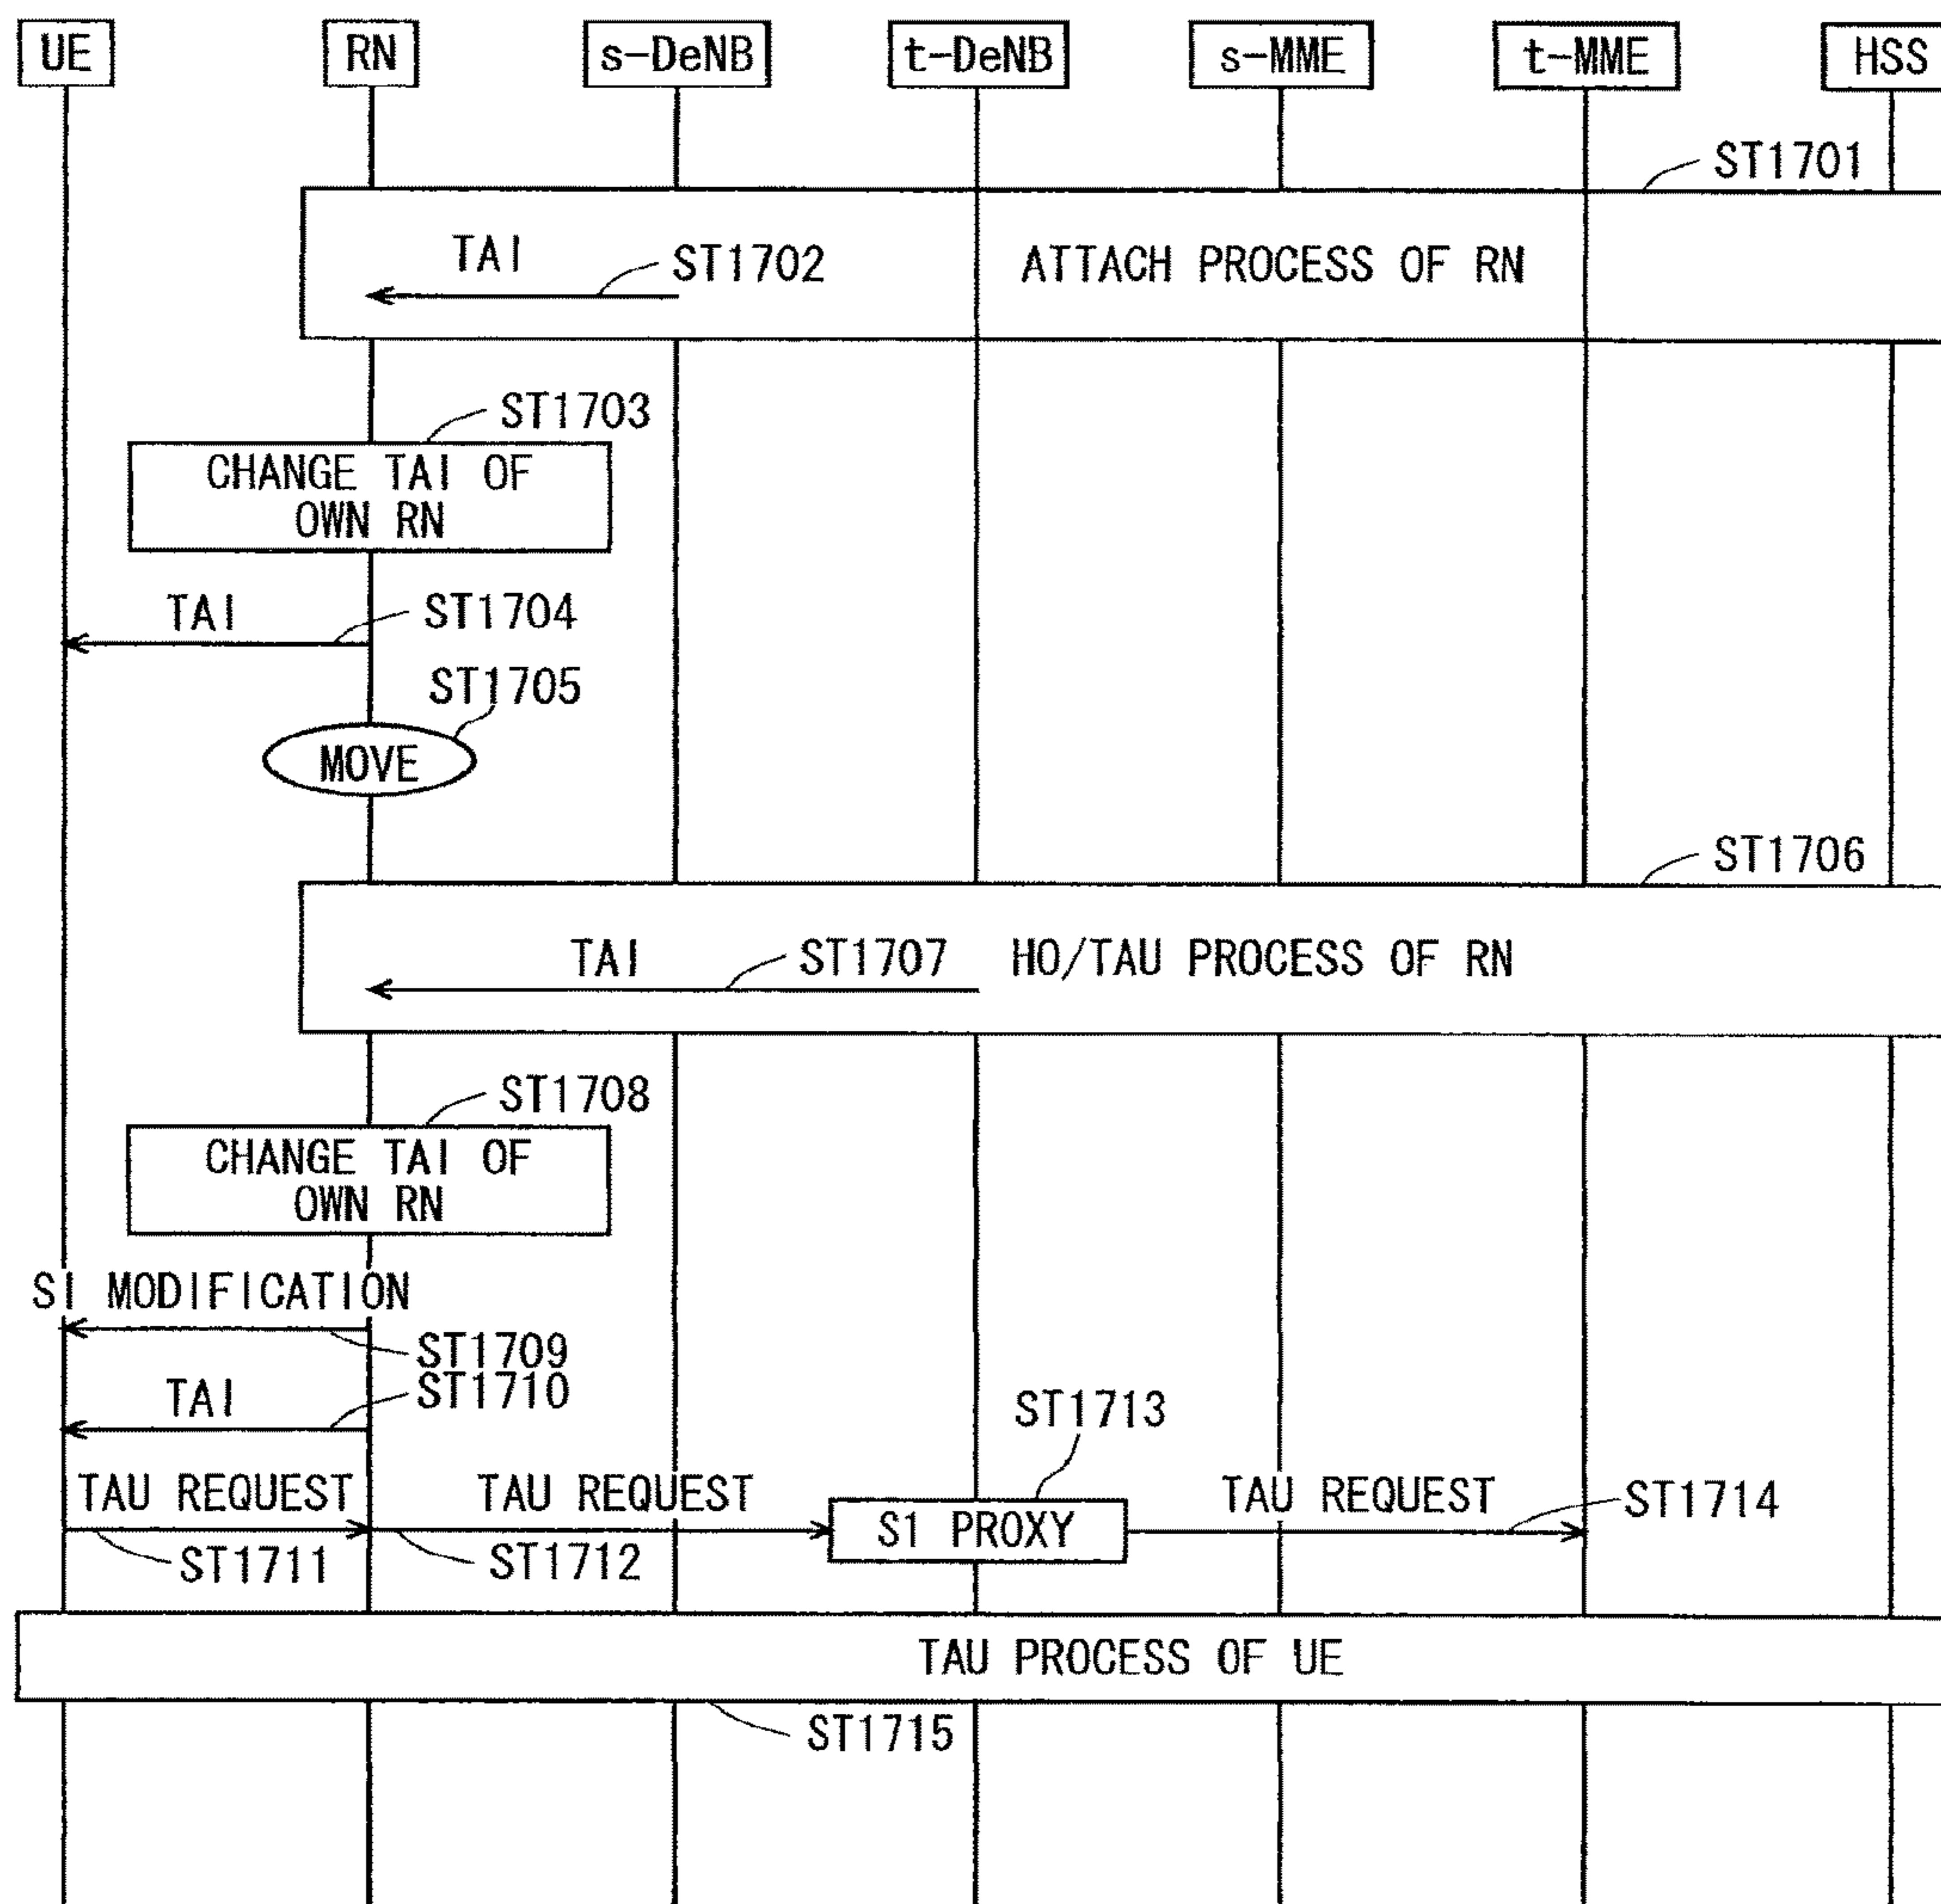 UE RN s-DeNB t-DeNB s-MME t-MME HSS
ST1701
TAI ST1702 ATTACH PROCESS OF RN
ST1703
CHANGE TAI OF
OWN RN
TAI ST1704
ST1705
MOVE
ST1706
TAI ST1707 HO/TAU PROCESS OF RN
ST1708
CHANGE TAI OF
OWN RN
SI MODIFICATION
ST1709
TAI ST1710
ST1713
TAU REQUEST TAU REQUEST TAU REQUEST ST1714
S1 PROXY
ST1711 ST1712
TAU PROCESS OF UE
ST1715